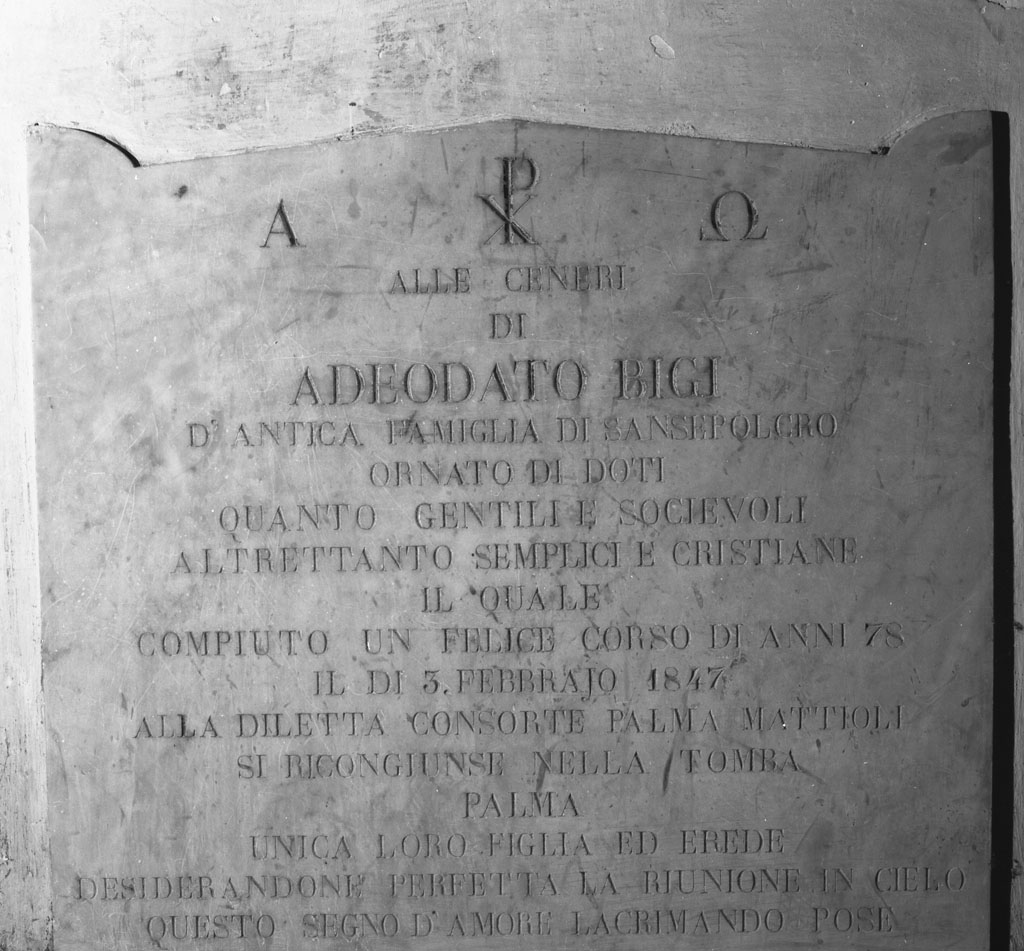 Α ☧ Ω
ALLE CENERI
DI
ADEODATO BIGI
D'ANTICA FAMIGLIA DI SANSEPOLCRO
ORNATO DI DOTI
QUANTO GENTILI E SOCIEVOLI
ALTRETTANTO SEMPLICI E CRISTIANE
IL QUALE
COMPIUTO UN FELICE CORSO DI ANNI 78
IL DI 3. FEBBRAJO 1847
ALLA DILETTA CONSORTE PALMA MATTIOLI
SI RICONGIUNSE NELLA TOMBA
PALMA
UNICA LORO FIGLIA ED EREDE
DESIDERANDONE PERFETTA LA RIUNIONE IN CIELO
QUESTO SEGNO D'AMORE LACRIMANDO POSE